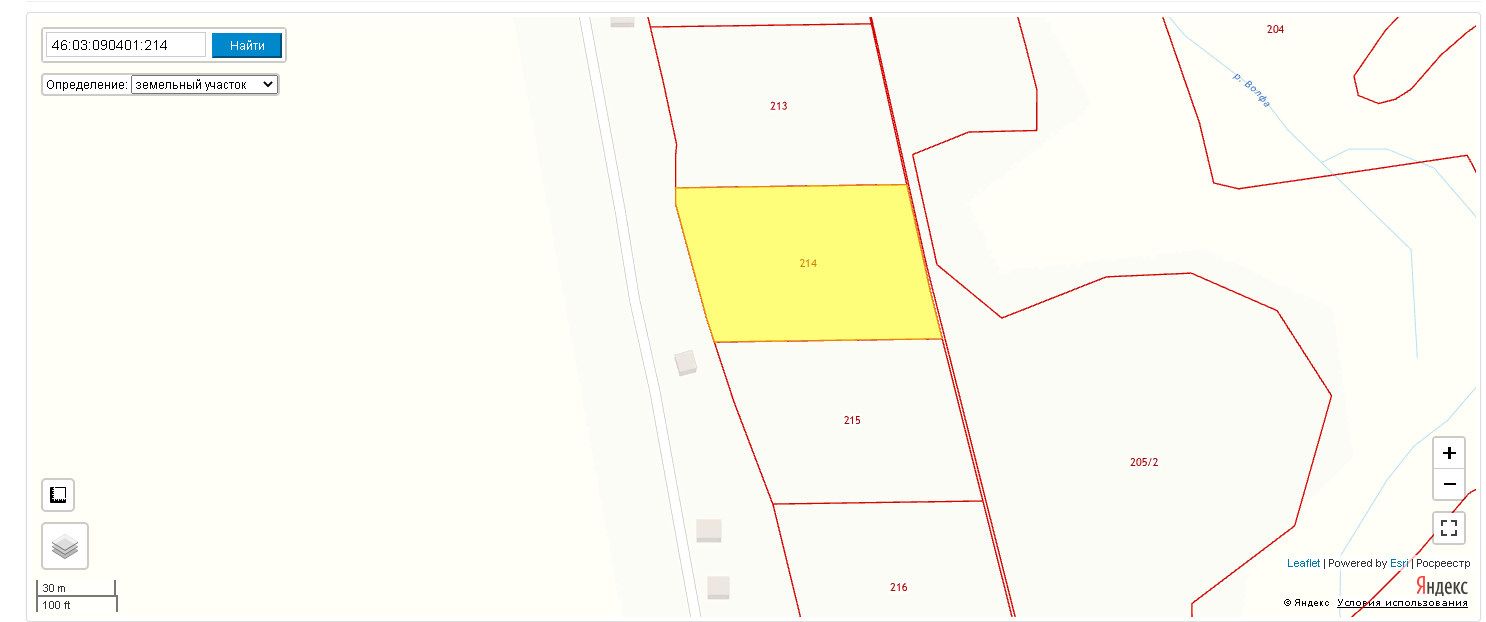 46:03:090401:214
Найти
Определение: земельный участок
204
р. Волфа
213
214
215
205/2
216
+
−
30 m
100 ft
Leaflet | Powered by Esri | Росреестр
Яндекс
© Яндекс Условия использования